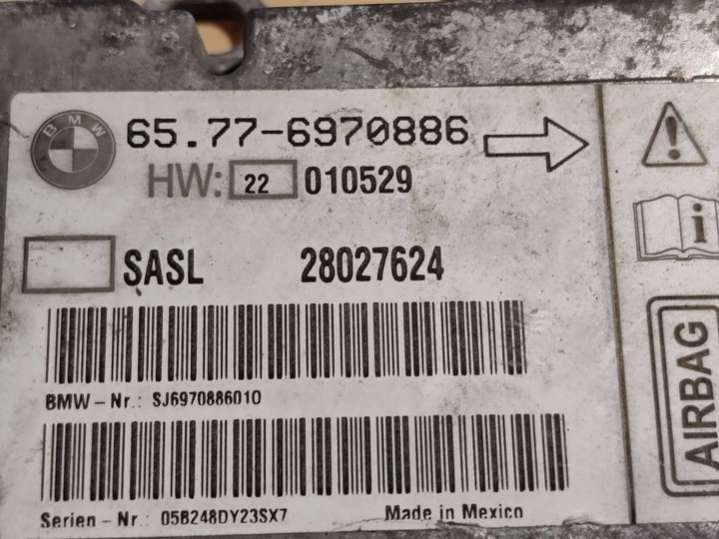 BMW
65.77-6970886
HW: 22 010529
SASL 28027624
BMW-Nr.: SJ6970886010
Serien-Nr.: 05B248DY23SX7 Made in Mexico
i
AIRBAG